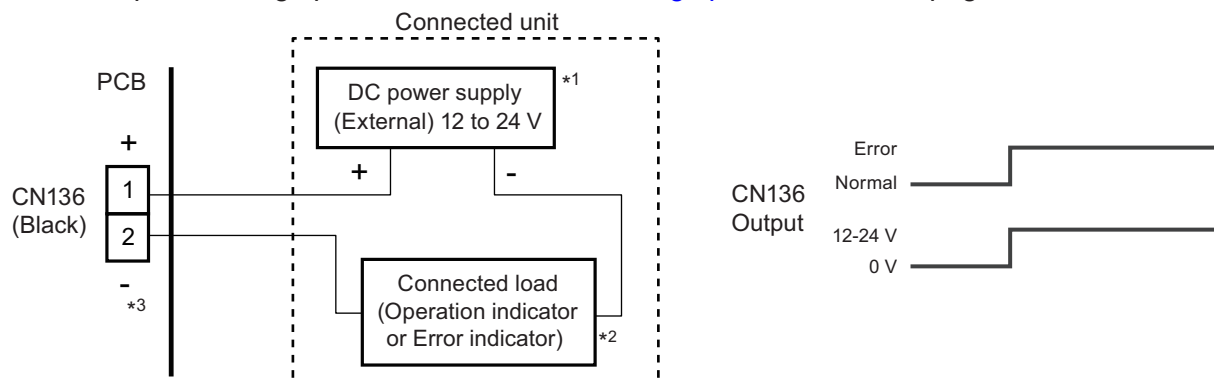 Connected unit
PCB
DC power supply
(External) 12 to 24 V
*1
+
+
-
CN136
(Black)
1
2
-
*3
Connected load
(Operation indicator
or Error indicator)
*2
Error
Normal
CN136
Output
12-24 V
0 V